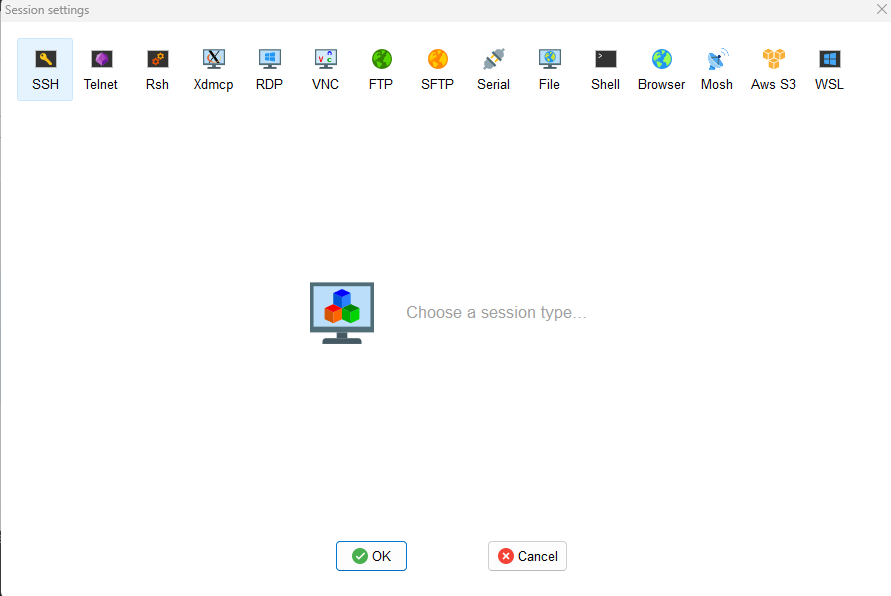 Session settings
SSH Telnet Rsh Xdmcp RDP VNC FTP SFTP Serial File Shell Browser Mosh Aws S3 WSL
Choose a session type...
OK Cancel